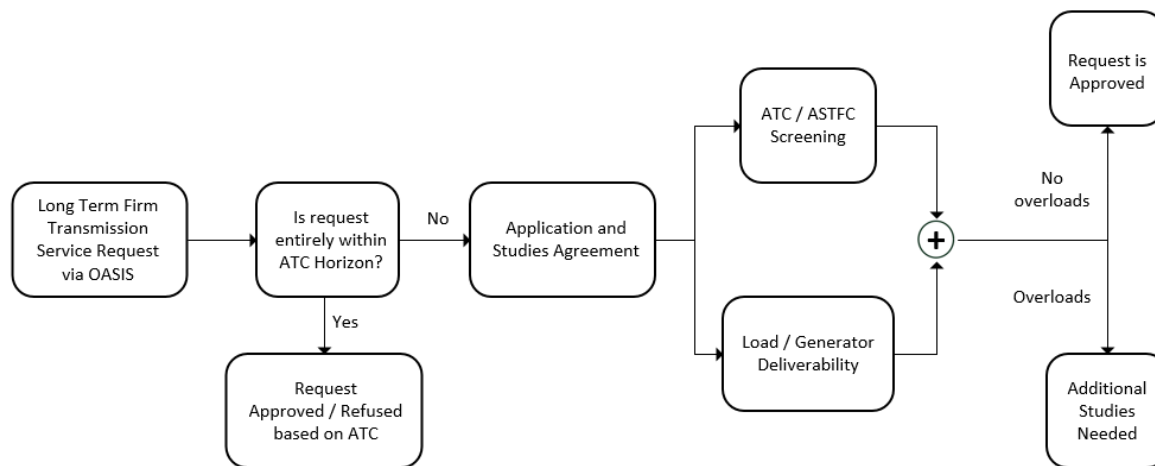 Long Term Firm
Transmission
Service Request
via OASIS
Is request
entirely within
ATC Horizon?
No
Yes
Request
Approved / Refused
based on ATC
Application and
Studies Agreement
ATC / ASTFC
Screening
Load / Generator
Deliverability
+
No
overloads
Overloads
Request is
Approved
Additional
Studies
Needed